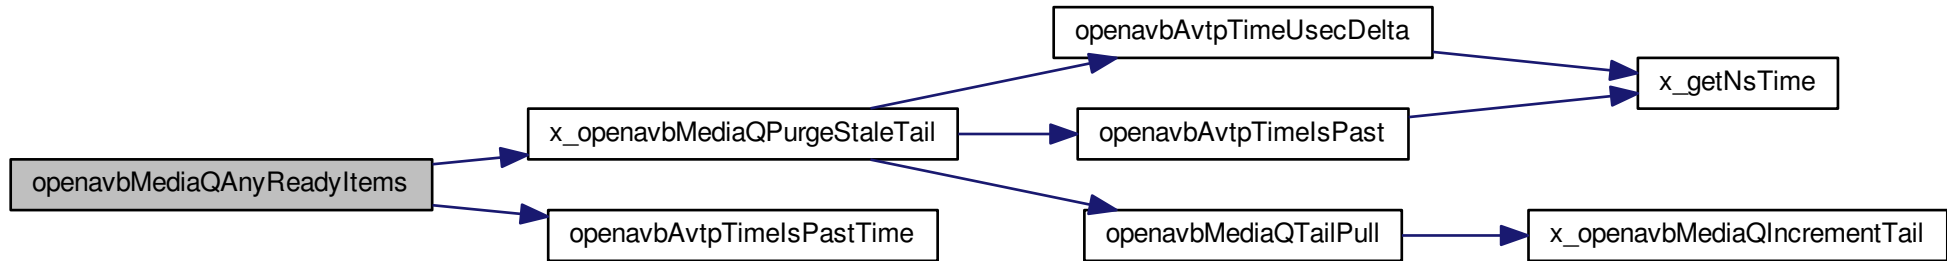 openavbAvtpTimeUsecDelta
x_getNsTime
x_openavbMediaQPurgeStaleTail
openavbAvtpTimeIsPast
openavbMediaQAnyReadyItems
openavbAvtpTimeIsPastTime
openavbMediaQTailPull
x_openavbMediaQIncrementTail